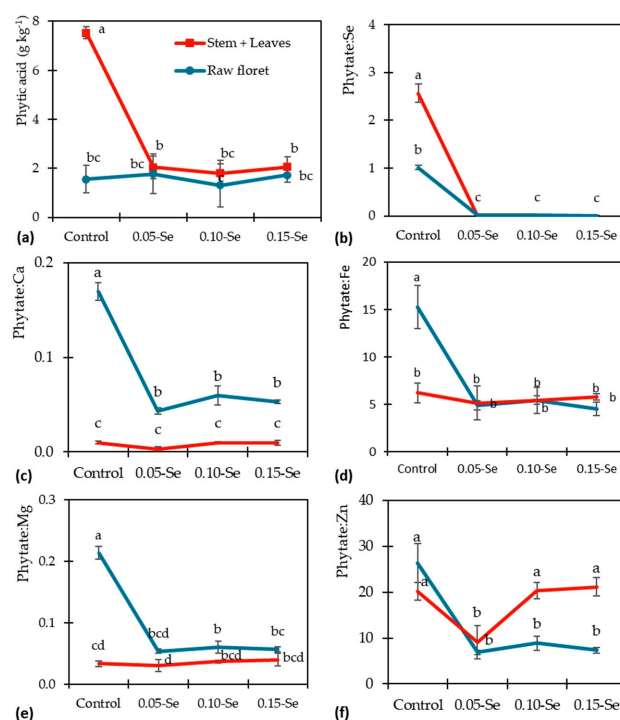 Phytic acid (g kg⁻¹)
8
6
4
2
0
a
Stem + Leaves
Raw floret
bc
bc
b
b
b
bc
(a)
Control
0.05-Se
0.10-Se
0.15-Se
Phytate:Se
4
3
2
1
0
a
b
c
c
c
(b)
Control
0.05-Se
0.10-Se
0.15-Se
Phytate:Ca
0.2
0.1
0.0
a
b
b
b
c
c
c
c
(c)
Control
0.05-Se
0.10-Se
0.15-Se
Phytate:Fe
20
15
10
5
0
a
b
b
b
b
b
b
b
(d)
Control
0.05-Se
0.10-Se
0.15-Se
Phytate:Mg
0.3
0.2
0.1
0.0
a
bcd
b
bc
cd
d
bcd
bcd
(e)
Control
0.05-Se
0.10-Se
0.15-Se
Phytate:Zn
40
30
20
10
0
a
a
b
b
a
b
a
b
(f)
Control
0.05-Se
0.10-Se
0.15-Se